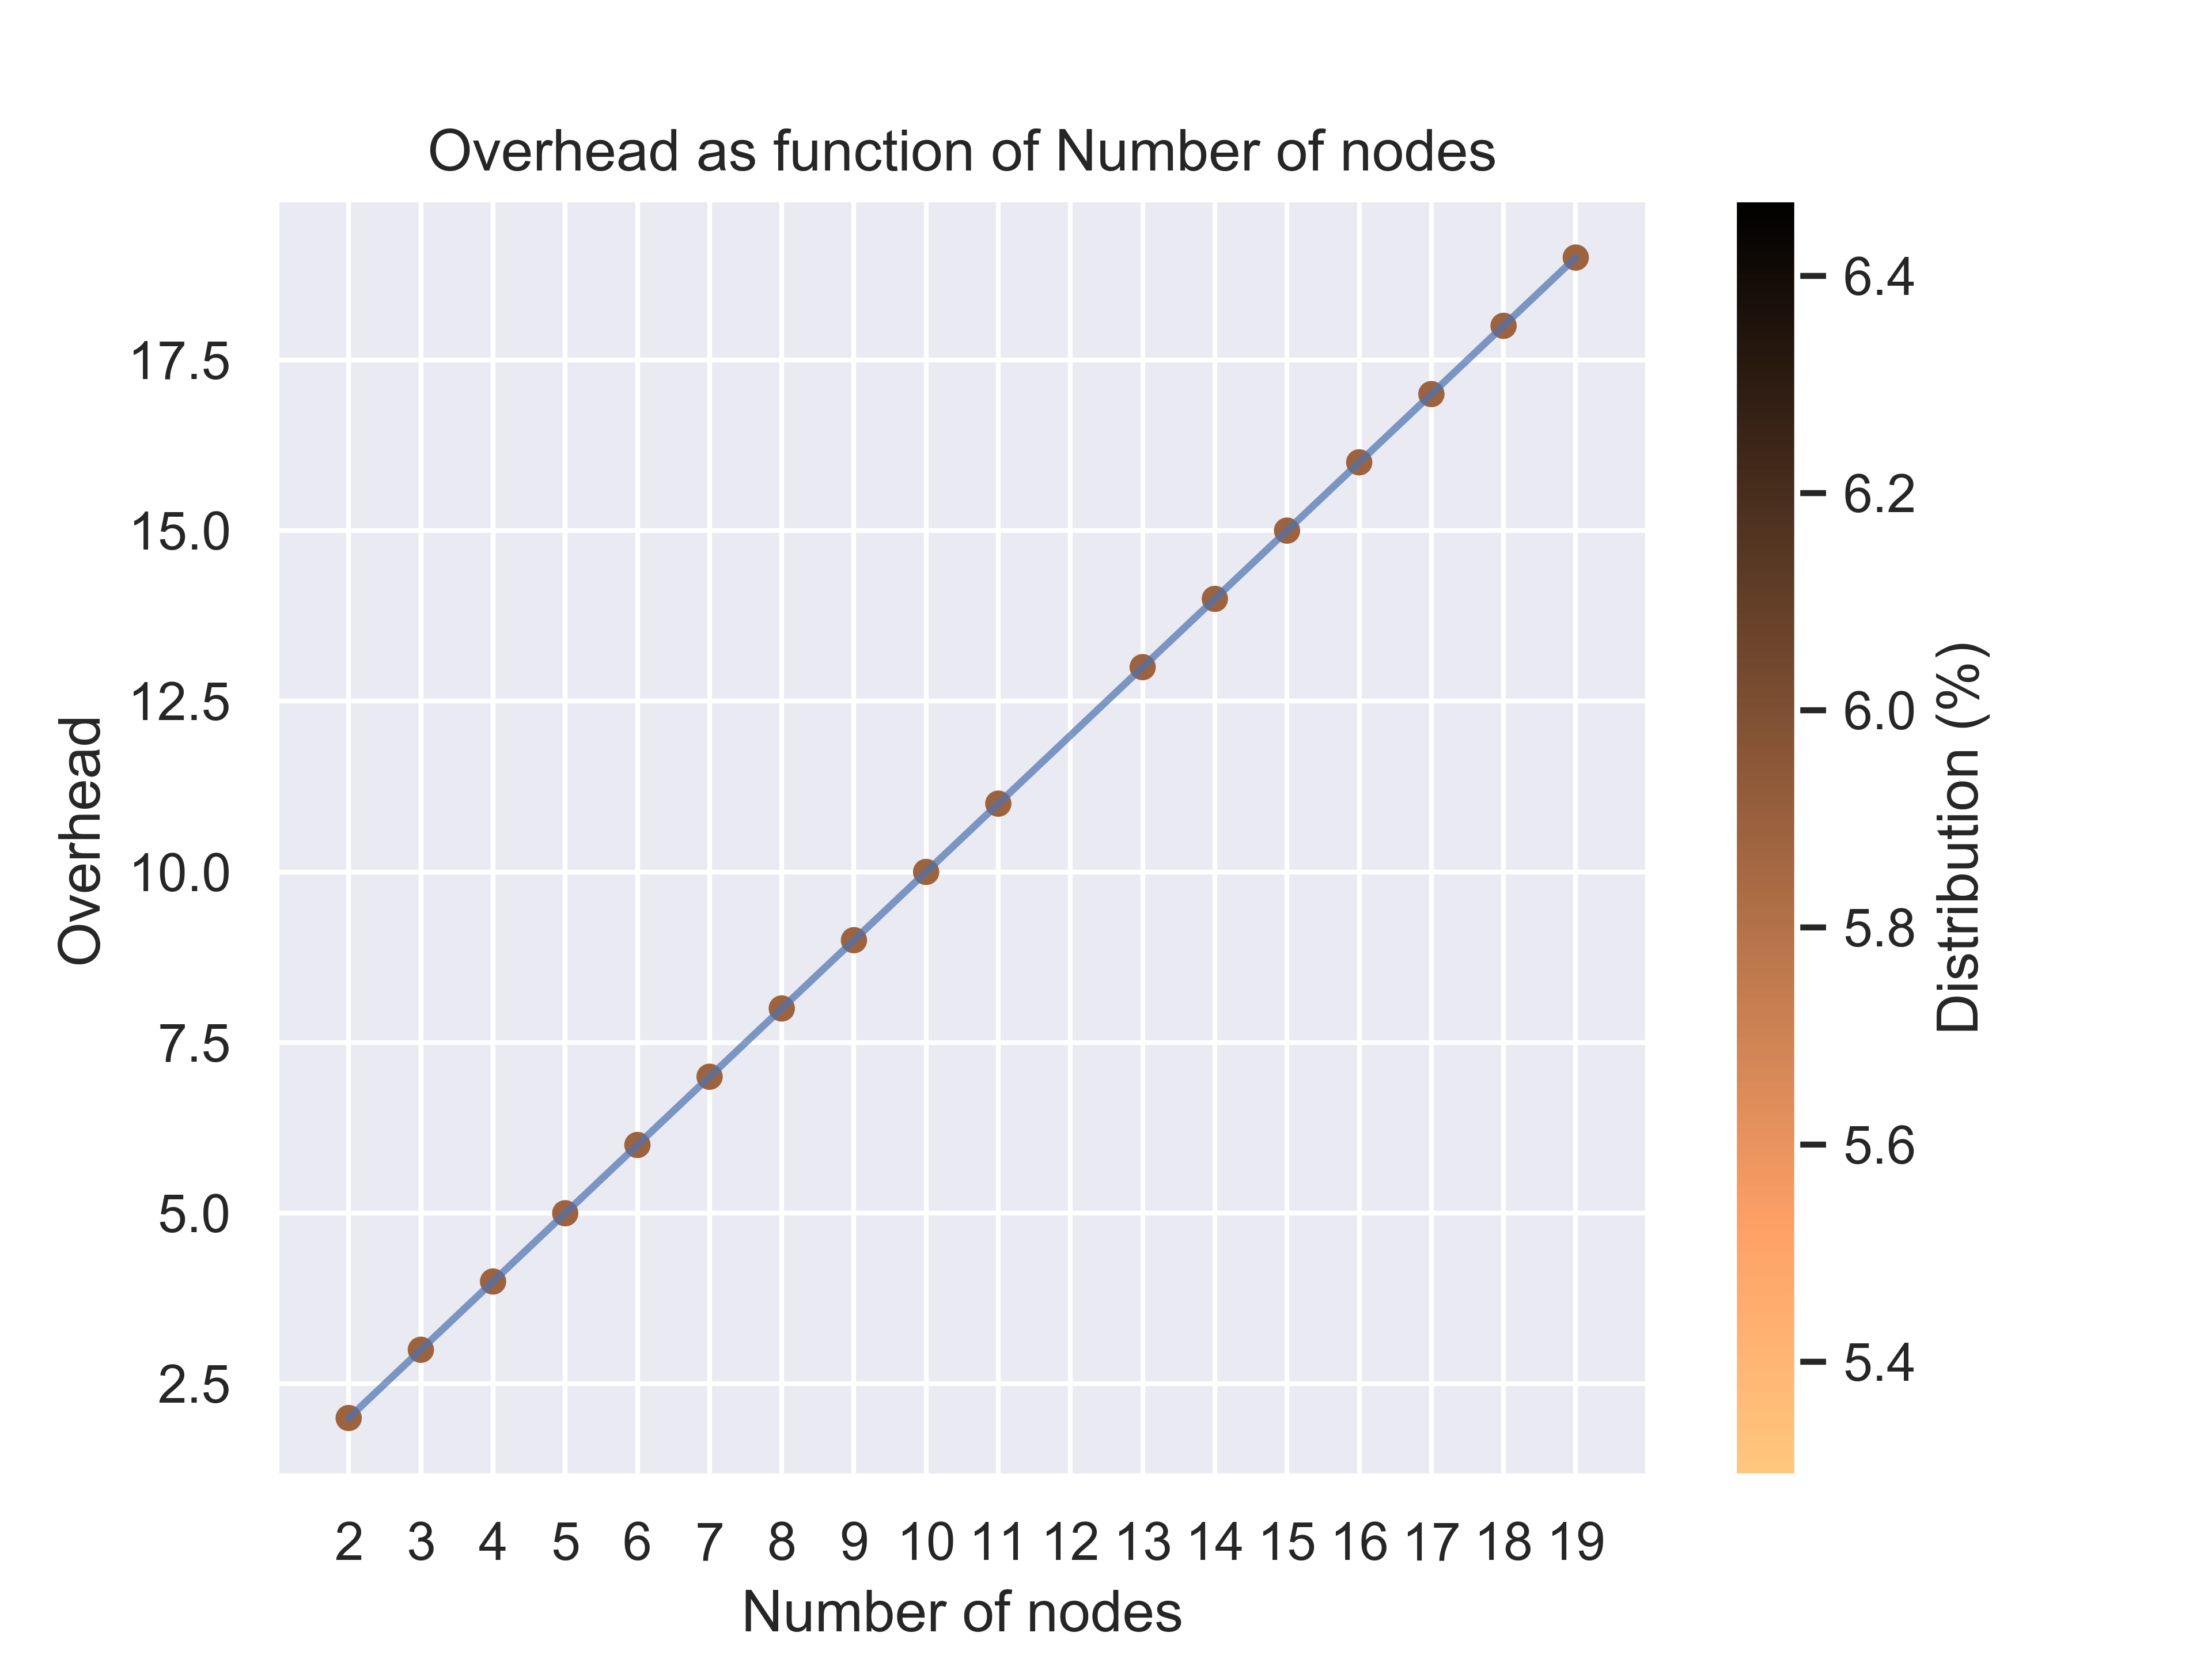 Overhead as function of Number of nodes
17.5
15.0
12.5
10.0
7.5
5.0
2.5
Overhead
2 3 4 5 6 7 8 9 10 11 12 13 14 15 16 17 18 19
Number of nodes
6.4
6.2
6.0
5.8
5.6
5.4
Distribution (%)